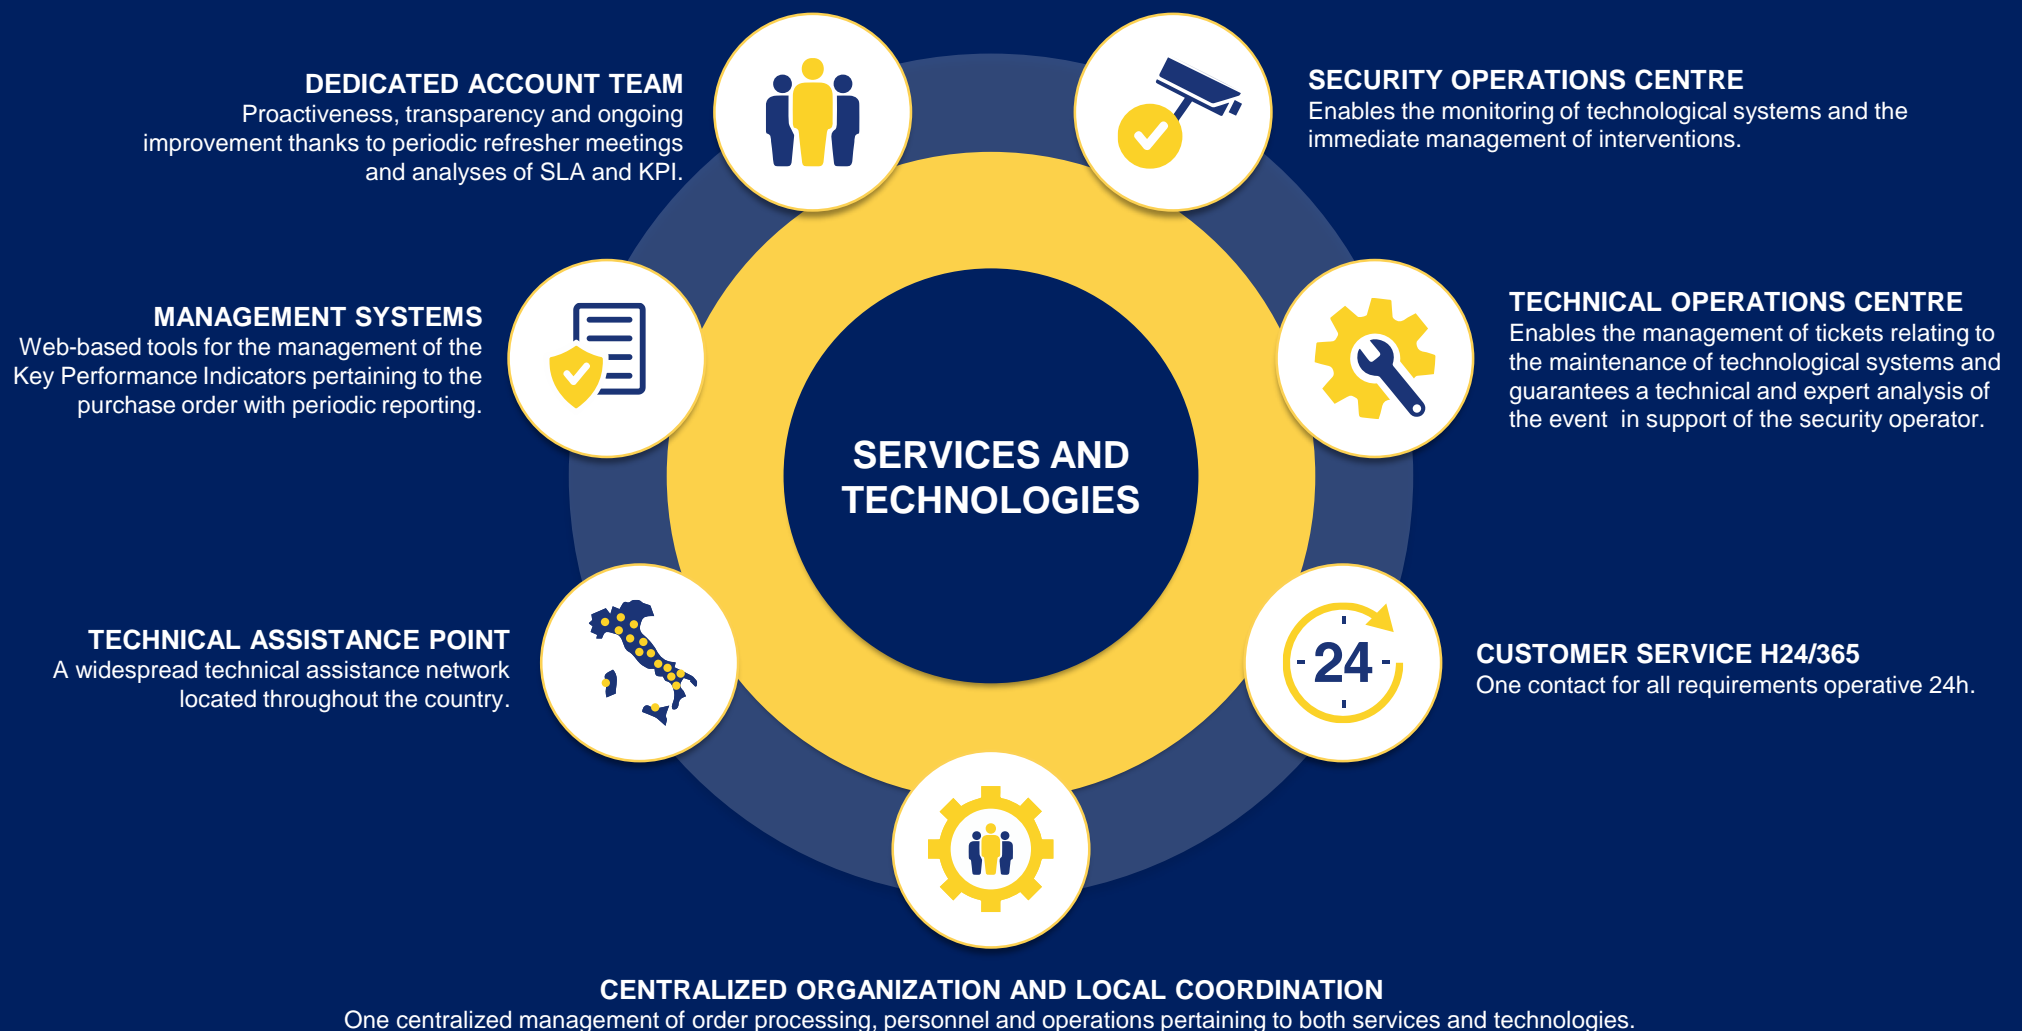 DEDICATED ACCOUNT TEAM
Proactiveness, transparency and ongoing
improvement thanks to periodic refresher meetings
and analyses of SLA and KPI.
SECURITY OPERATIONS CENTRE
Enables the monitoring of technological systems and the
immediate management of interventions.
MANAGEMENT SYSTEMS
Web-based tools for the management of the
Key Performance Indicators pertaining to the
purchase order with periodic reporting.
TECHNICAL OPERATIONS CENTRE
Enables the management of tickets relating to
the maintenance of technological systems and
guarantees a technical and expert analysis of
the event  in support of the security operator.
SERVICES AND
TECHNOLOGIES
TECHNICAL ASSISTANCE POINT
A widespread technical assistance network
located throughout the country.
24
CUSTOMER SERVICE H24/365
One contact for all requirements operative 24h.
CENTRALIZED ORGANIZATION AND LOCAL COORDINATION
One centralized management of order processing, personnel and operations pertaining to both services and technologies.